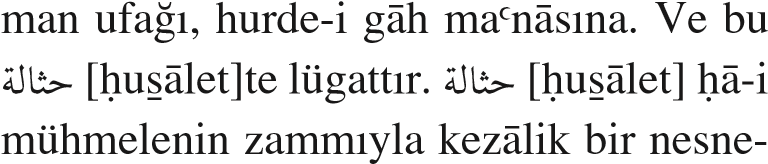 man ufağı, hurde-i gāh maʿnāsına. Ve bu
حثالة [ḥus̱ālet]te lügattır. حثالة [ḥus̱ālet] ḥā-i
mühmelenin zammıyla kezālik bir nesne-